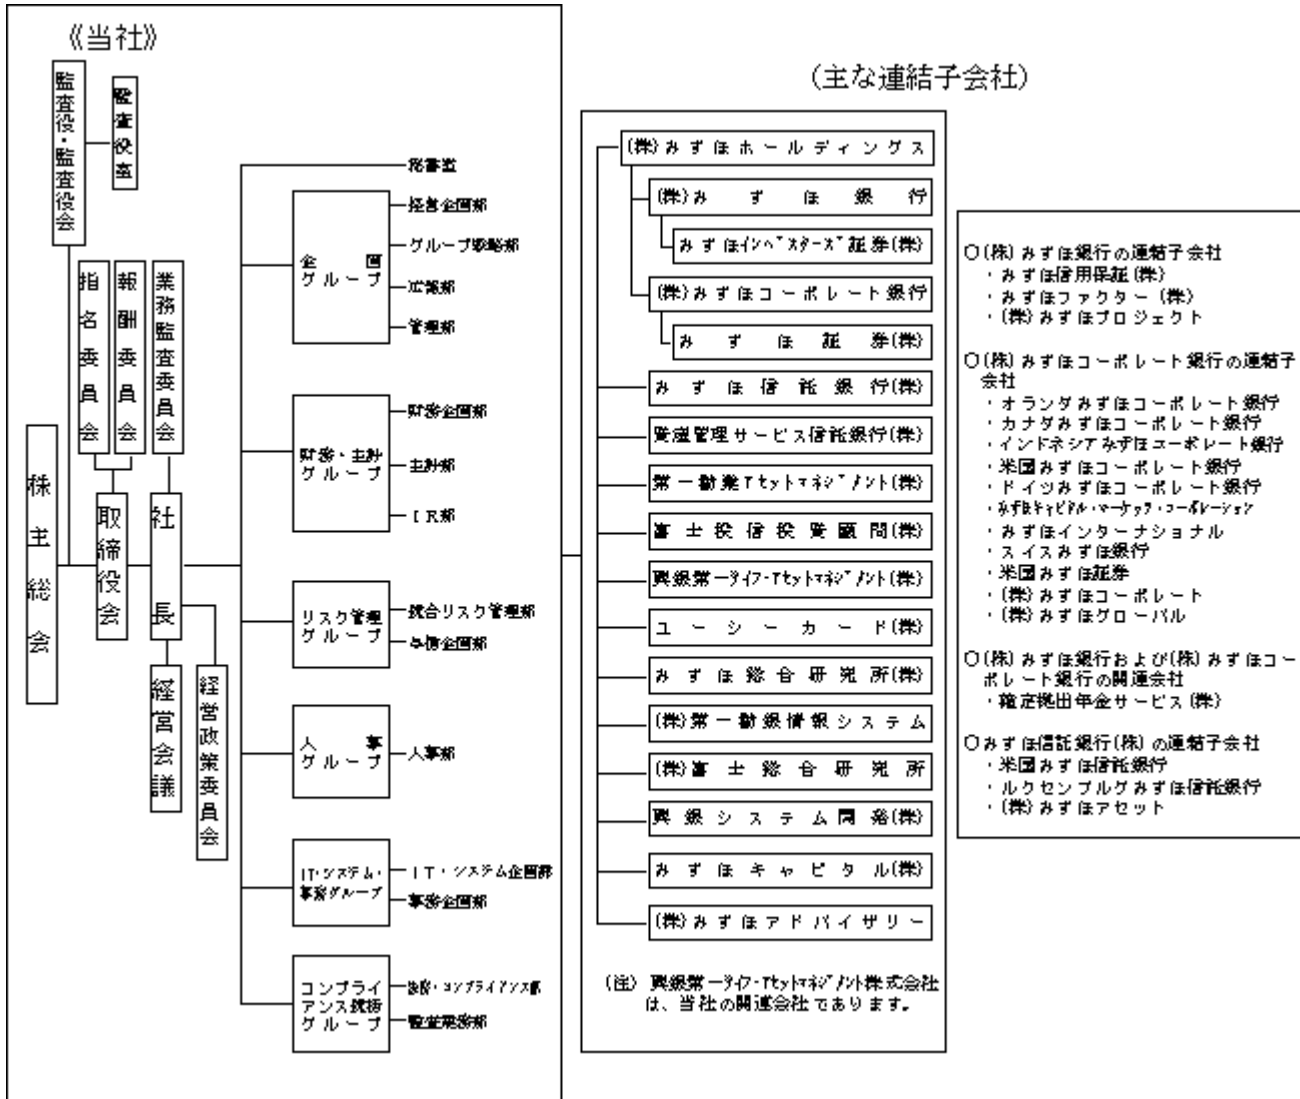 《当社》
監査役・監査役会
監査役室
指名委員会
報酬委員会
業務監査委員会
株主総会
取締役会
社長
経営会議
経営政策委員会
秘書室
企画
グループ
経営企画部
グループ戦略部
広報部
管理部
財務・主計
グループ
財務企画部
主計部
IR部
リスク管理
グループ
統合リスク管理部
与信企画部
人事
グループ
人事部
IT・システム・
事務グループ
IT・システム企画部
事務企画部
コンプライ
アンス統括
グループ
法務・コンプライアンス部
監査業務部
(主な連結子会社)
(株)みずほホールディングス
(株)みずほ銀行
みずほインベスターズ証券(株)
(株)みずほコーポレート銀行
みずほ証券(株)
みずほ信託銀行(株)
資産管理サービス信託銀行(株)
第一勧業アセットマネジメント(株)
富士投信投資顧問(株)
興銀第一ライフ・アセットマネジメント(株)
ユーシーカード(株)
みずほ総合研究所(株)
(株)第一勧銀情報システム
(株)富士総合研究所
興銀システム開発(株)
みずほキャピタル(株)
(株)みずほアドバイザリー
(注) 興銀第一ライフ・アセットマネジメント株式会社
は、当社の関連会社であります。
○(株)みずほ銀行の連結子会社
・みずほ信用保証(株)
・みずほファクター(株)
・(株)みずほプロジェクト
○(株)みずほコーポレート銀行の連結子
会社
・オランダみずほコーポレート銀行
・カナダみずほコーポレート銀行
・インドネシアみずほコーポレート銀行
・米国みずほコーポレート銀行
・ドイツみずほコーポレート銀行
・みずほキャピタル・マーケッツ・コーポレーション
・みずほインターナショナル
・スイスみずほ銀行
・米国みずほ証券
・(株)みずほコーポレート
・(株)みずほグローバル
○(株)みずほ銀行および(株)みずほコー
ポレート銀行の関連会社
・確定拠出年金サービス(株)
○みずほ信託銀行(株)の連結子会社
・米国みずほ信託銀行
・ルクセンブルグみずほ信託銀行
・(株)みずほアセット